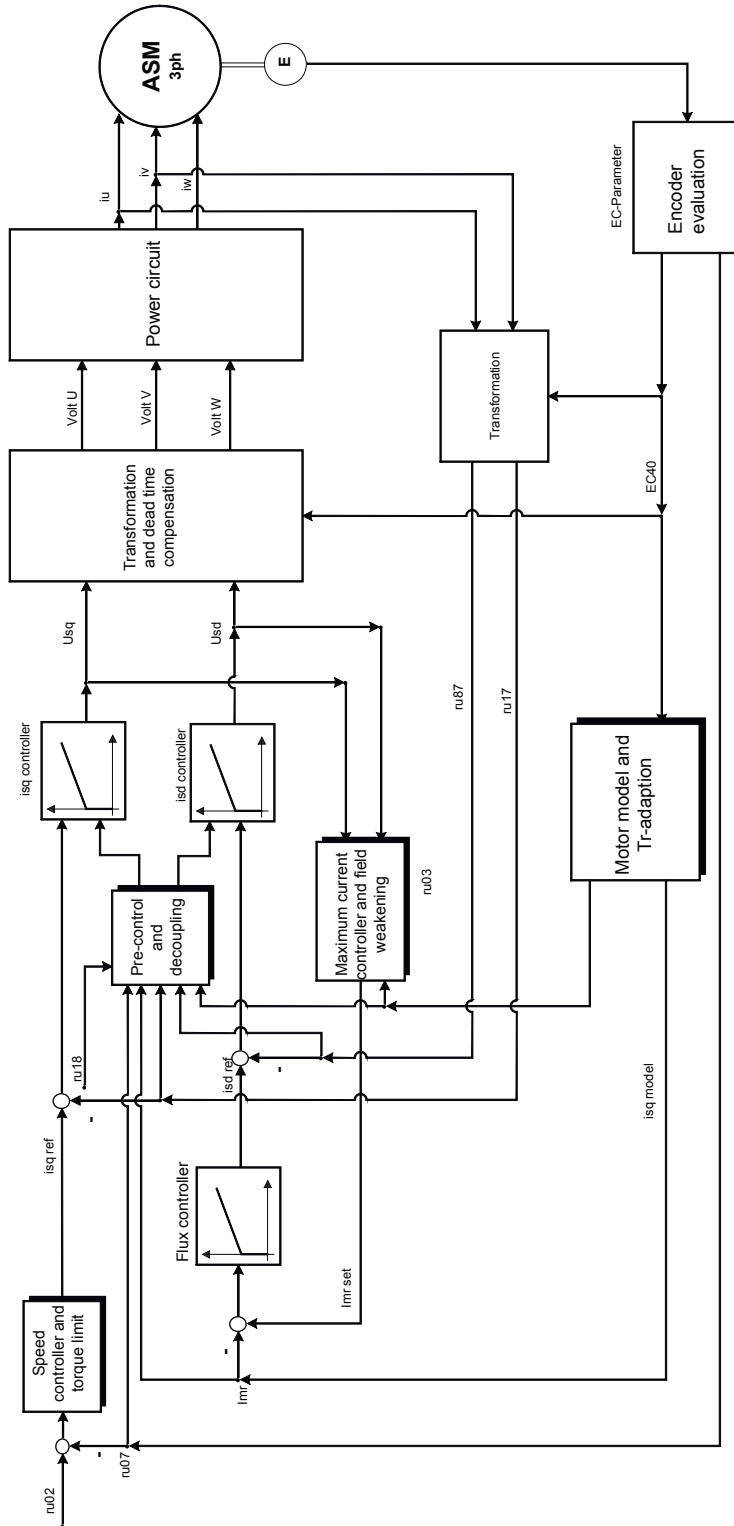 ru02
-
ru07
Speed
controller and
torque limit
isq ref
-
ru18
Imr
-
Imr set
Flux controller
isd ref
-
Pre-control
and
decoupling
isq controller
isd controller
Usq
Usd
Maximum current
controller and field
weakening
ru03
Transformation
and dead time
compensation
Volt U
Volt V
Volt W
Power circuit
iu
iv
iw
ASM
3ph
E
ru87
ru17
Transformation
EC40
EC-Parameter
Encoder
evaluation
Motor model and
Tr-adaption
isq model